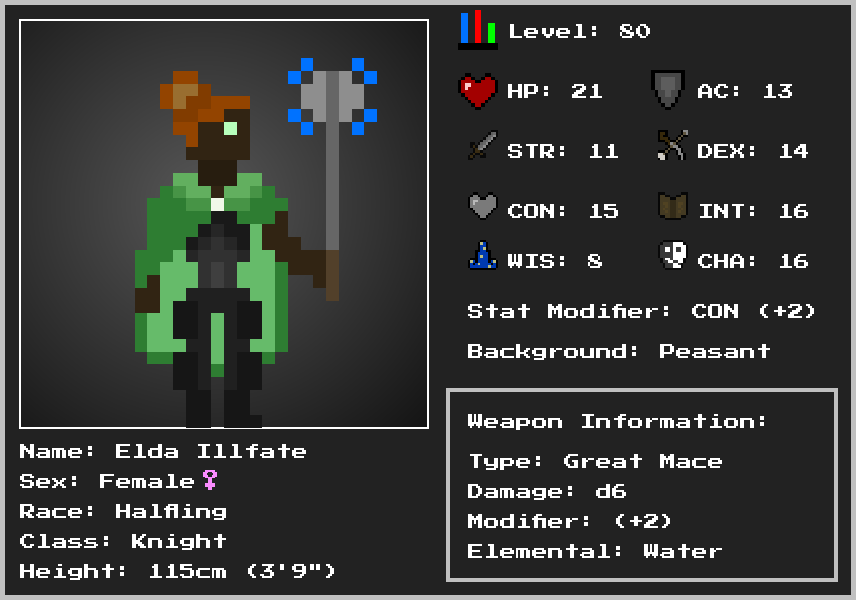 Level: 80
HP: 21
AC: 13
STR: 11
DEX: 14
CON: 15
INT: 16
WIS: 8
CHA: 16
Stat Modifier: CON (+2)
Background: Peasant
Weapon Information:
Type: Great Mace
Damage: d6
Modifier: (+2)
Elemental: Water
Name: Elda Illfate
Sex: Female♀
Race: Halfling
Class: Knight
Height: 115cm (3'9")